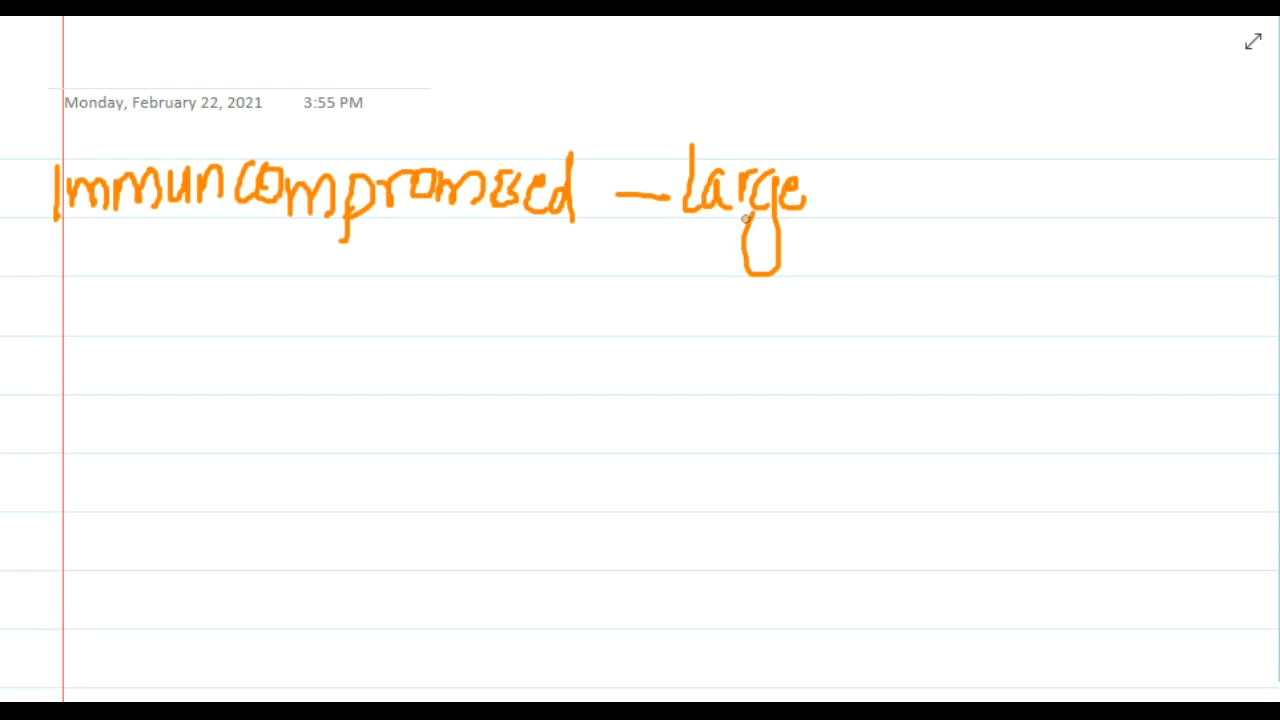 Monday, February 22, 2021 3:55 PM
Immuncompromised — large